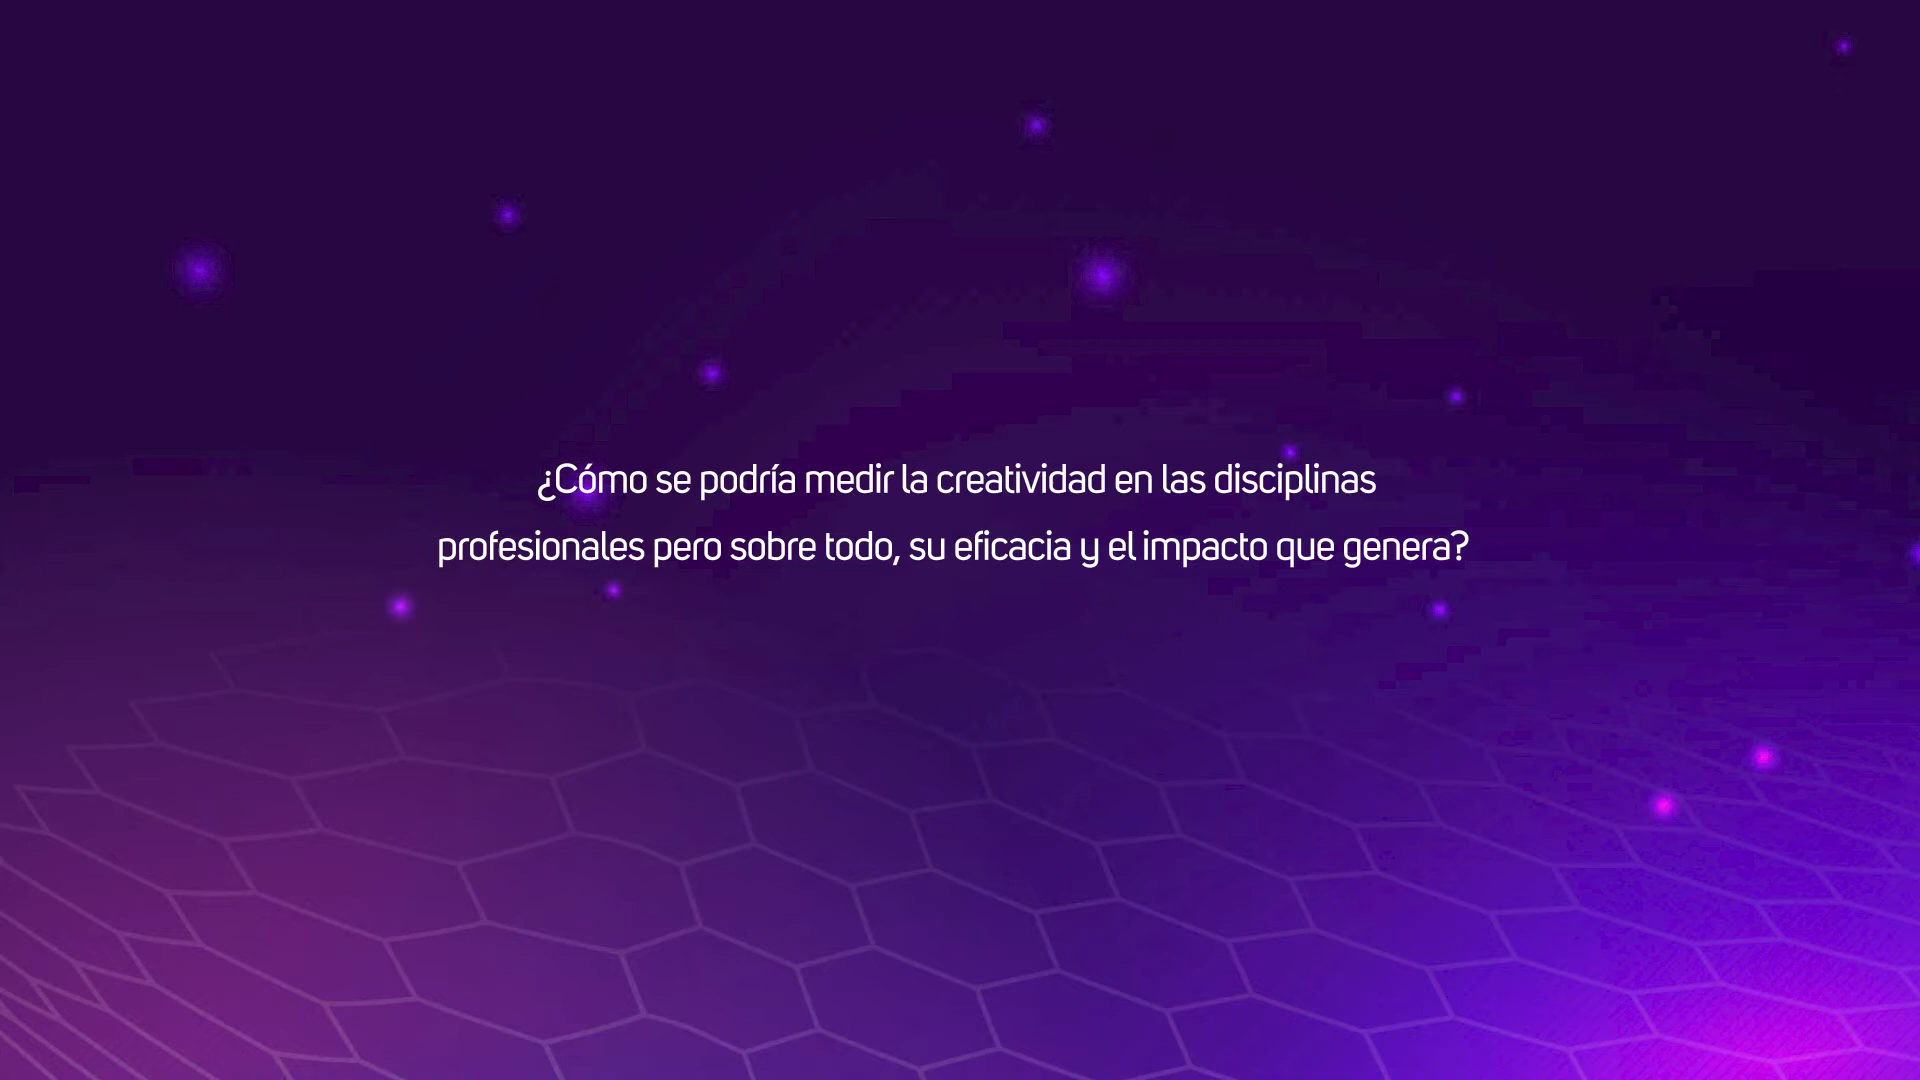 ¿Cómo se podría medir la creatividad en las disciplinas
profesionales pero sobre todo, su eficacia y el impacto que genera?